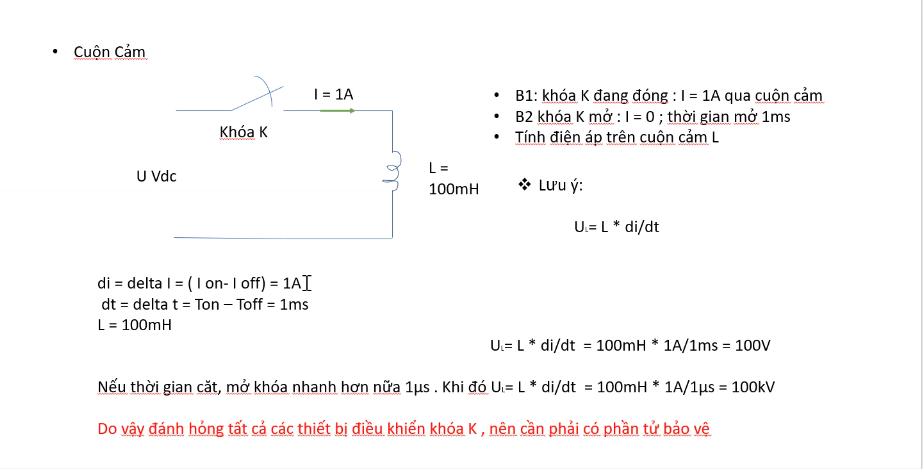 • Cuộn Cảm
I = 1A
Khóa K
U Vdc
L =
100mH
• B1: khóa K đang đóng : I = 1A qua cuộn cảm
• B2 khóa K mở : I = 0 ; thời gian mở 1ms
• Tính điện áp trên cuộn cảm L
❖ Lưu ý:
UL= L * di/dt
di = delta I = ( I on- I off) = 1A
dt = delta t = Ton – Toff = 1ms
L = 100mH
UL= L * di/dt = 100mH * 1A/1ms = 100V
Nếu thời gian căt, mở khóa nhanh hơn nữa 1μs . Khi đó UL= L * di/dt = 100mH * 1A/1μs = 100kV
Do vậy đánh hỏng tất cả các thiết bị điều khiển khóa K , nên cần phải có phần tử bảo vệ